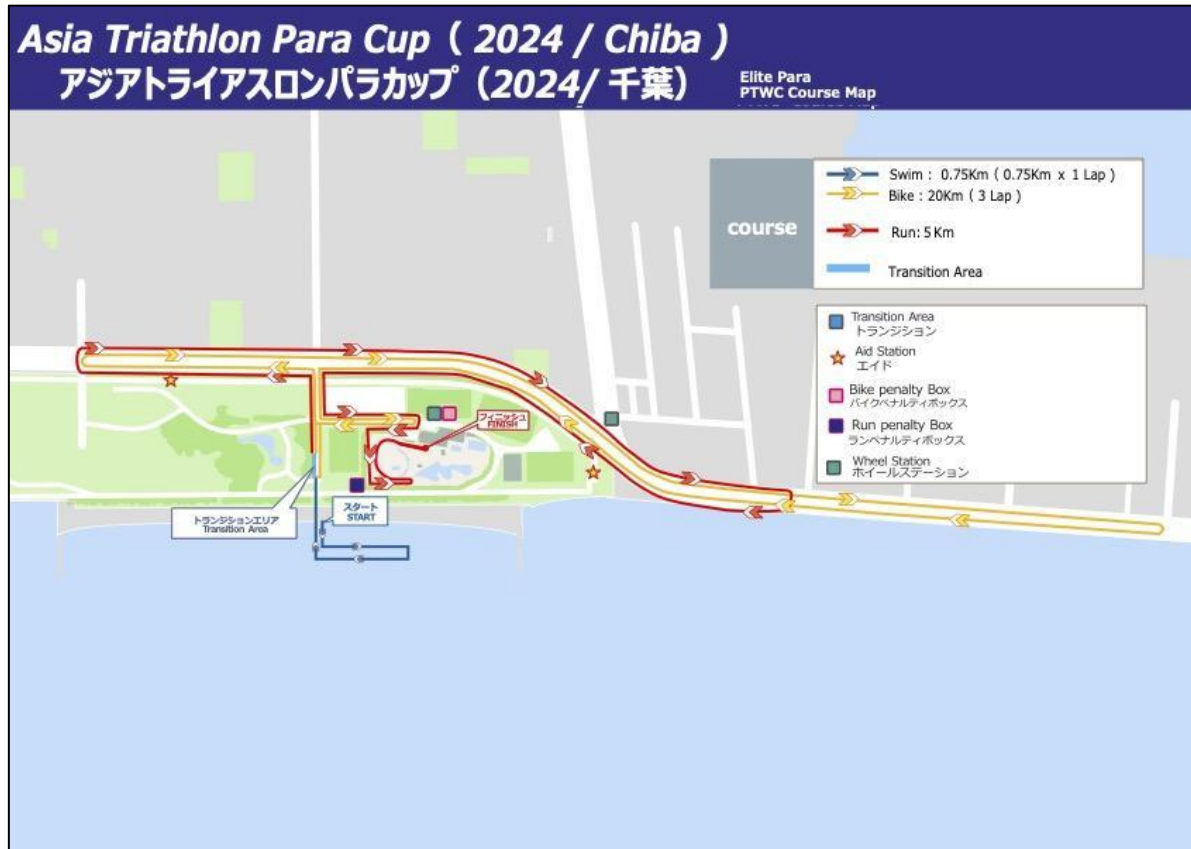 Asia Triathlon Para Cup ( 2024 / Chiba )
アジアトライアスロンパラカップ（2024/ 千葉）
Elite Para
PTWC Course Map
course
Swim : 0.75Km ( 0.75Km x 1 Lap )
Bike : 20Km ( 3 Lap )
Run: 5 Km
Transition Area
Transition Area
トランジション
Aid Station
エイド
Bike penalty Box
バイクペナルティボックス
Run penalty Box
ランペナルティボックス
Wheel Station
ホイールステーション
フィニッシュ
FINISH
スタート
START
トランジションエリア
Transition Area